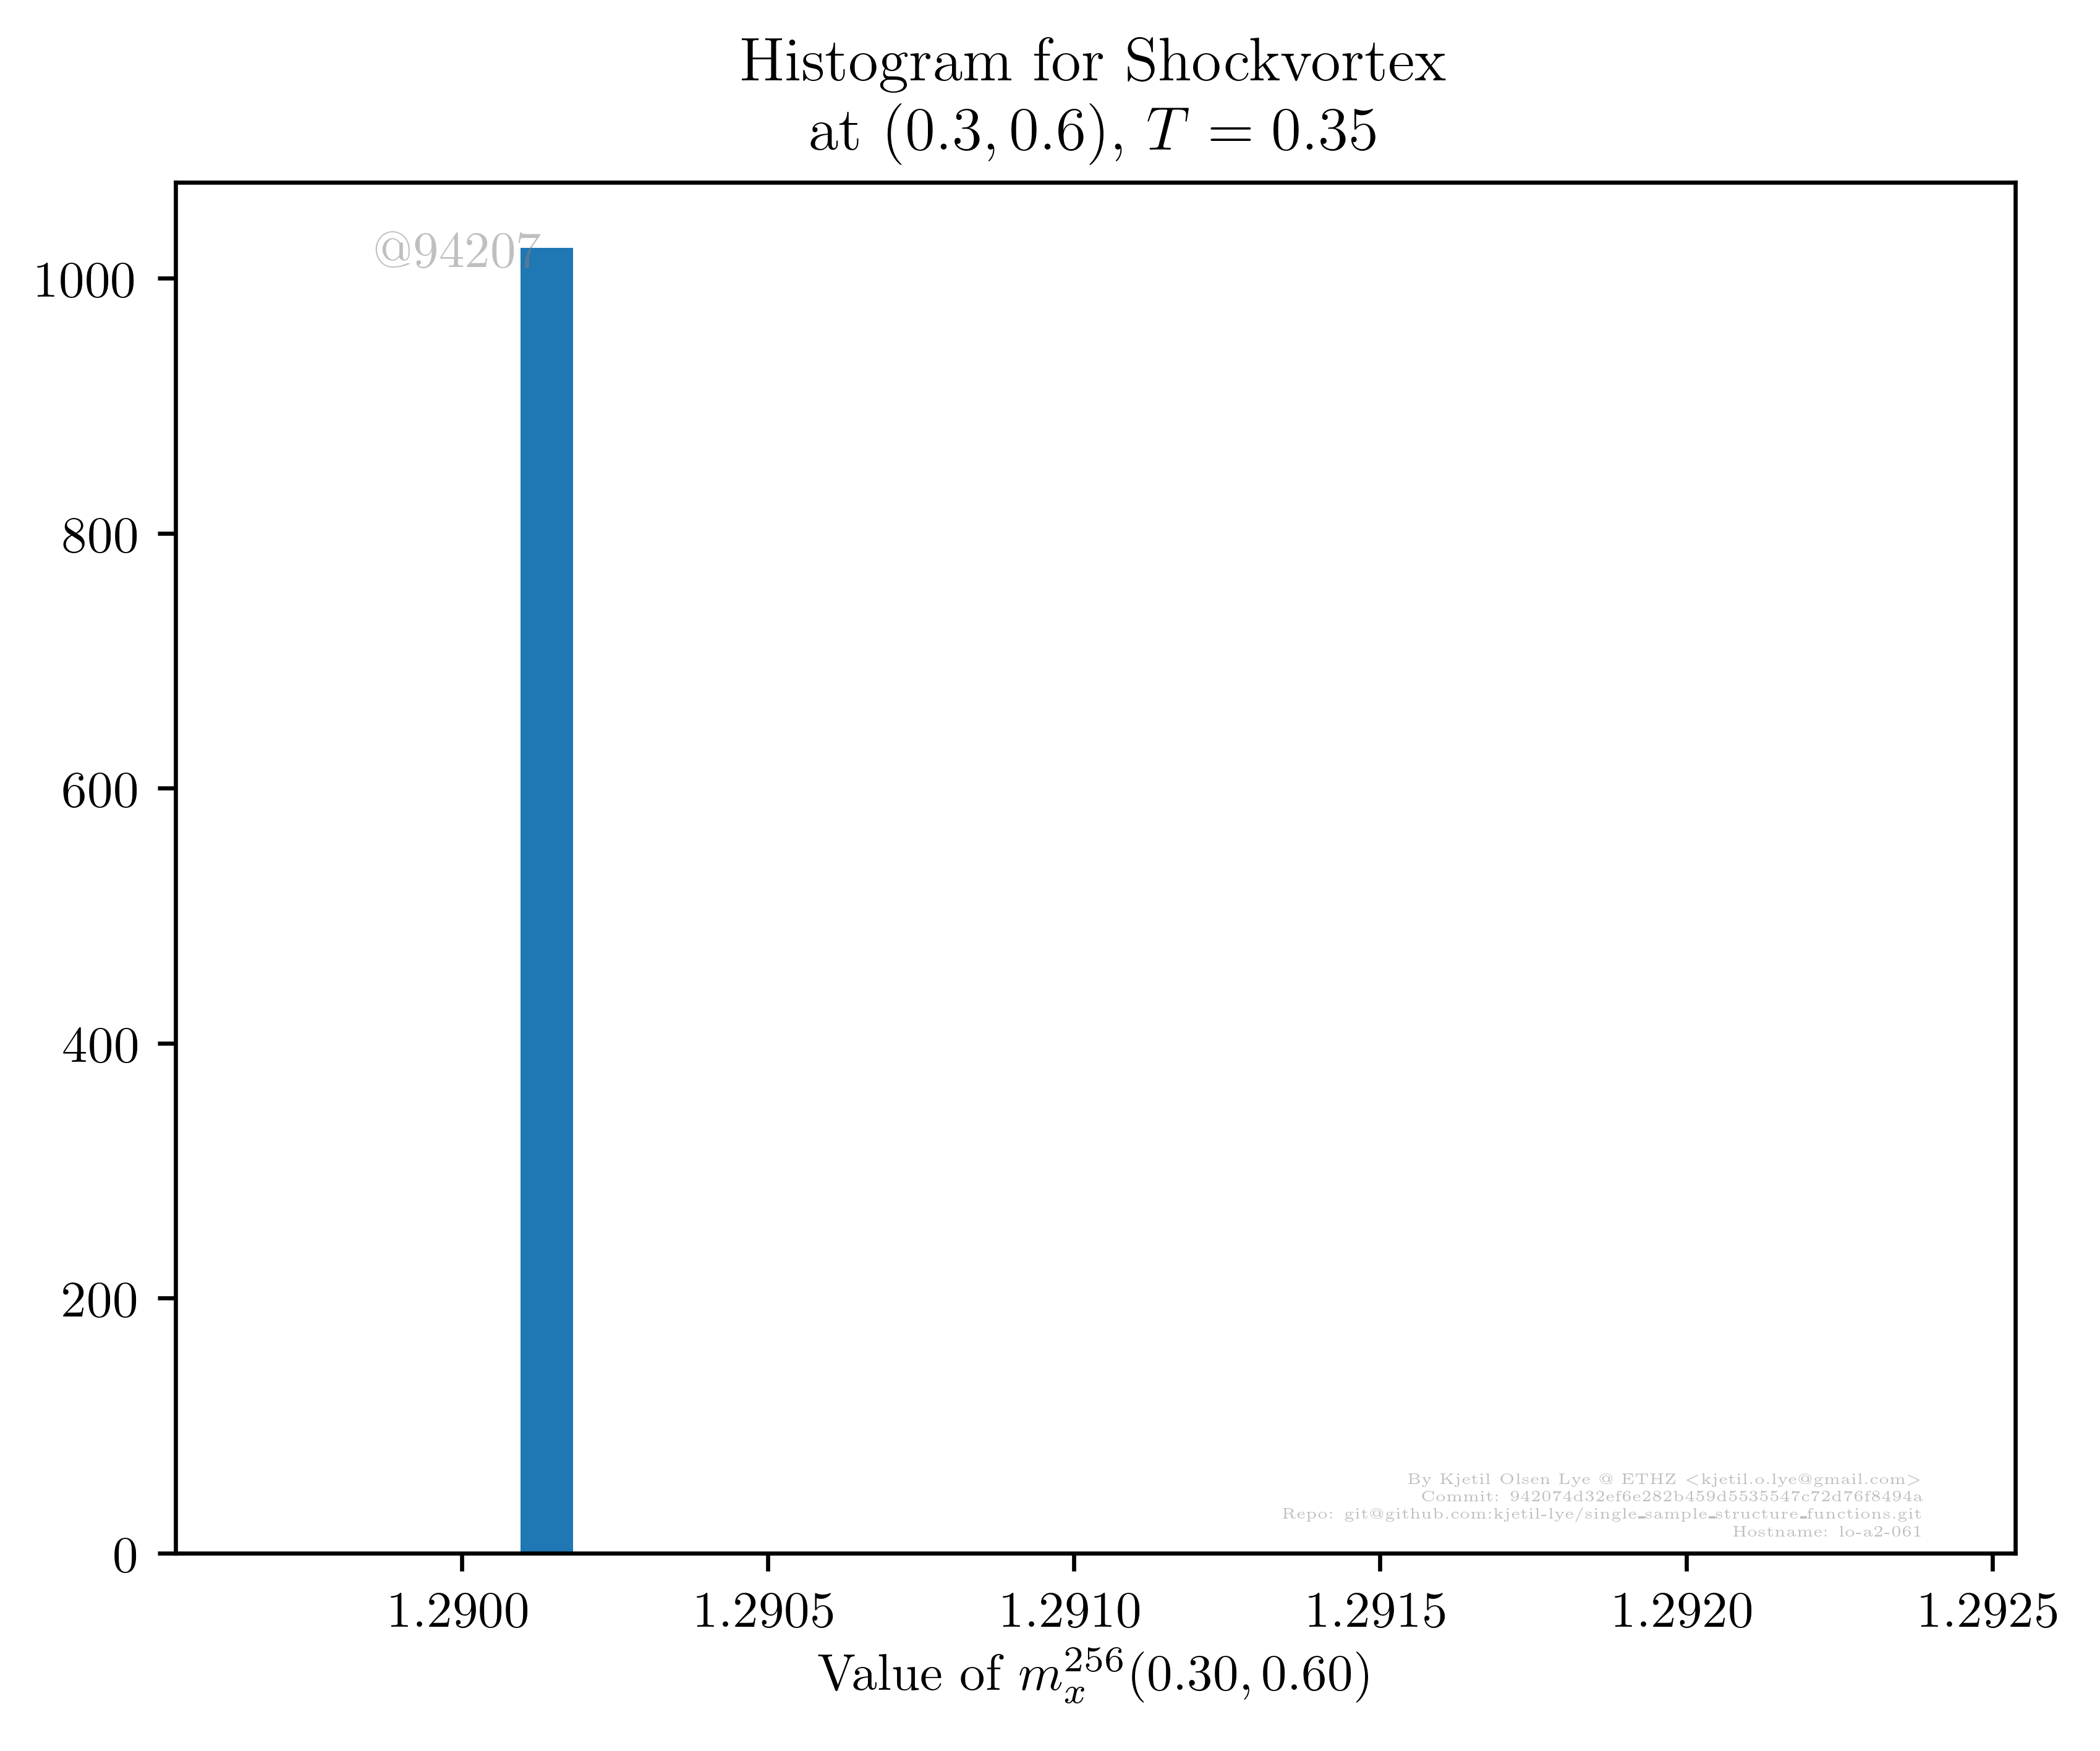 Histogram for Shockvortex
at (0.3, 0.6), T = 0.35
@94207
1000
800
600
400
200
0
By Kjetil Olsen Lye @ ETHZ <kjetil.o.lye@gmail.com>
Commit: 942074d32ef6e282b459d5535547c72d76f8494a
Repo: git@github.com:kjetil-lye/single_sample_structure_functions.git
Hostname: lo-a2-061
1.2900 1.2905 1.2910 1.2915 1.2920 1.2925
Value of m_x^256(0.30, 0.60)